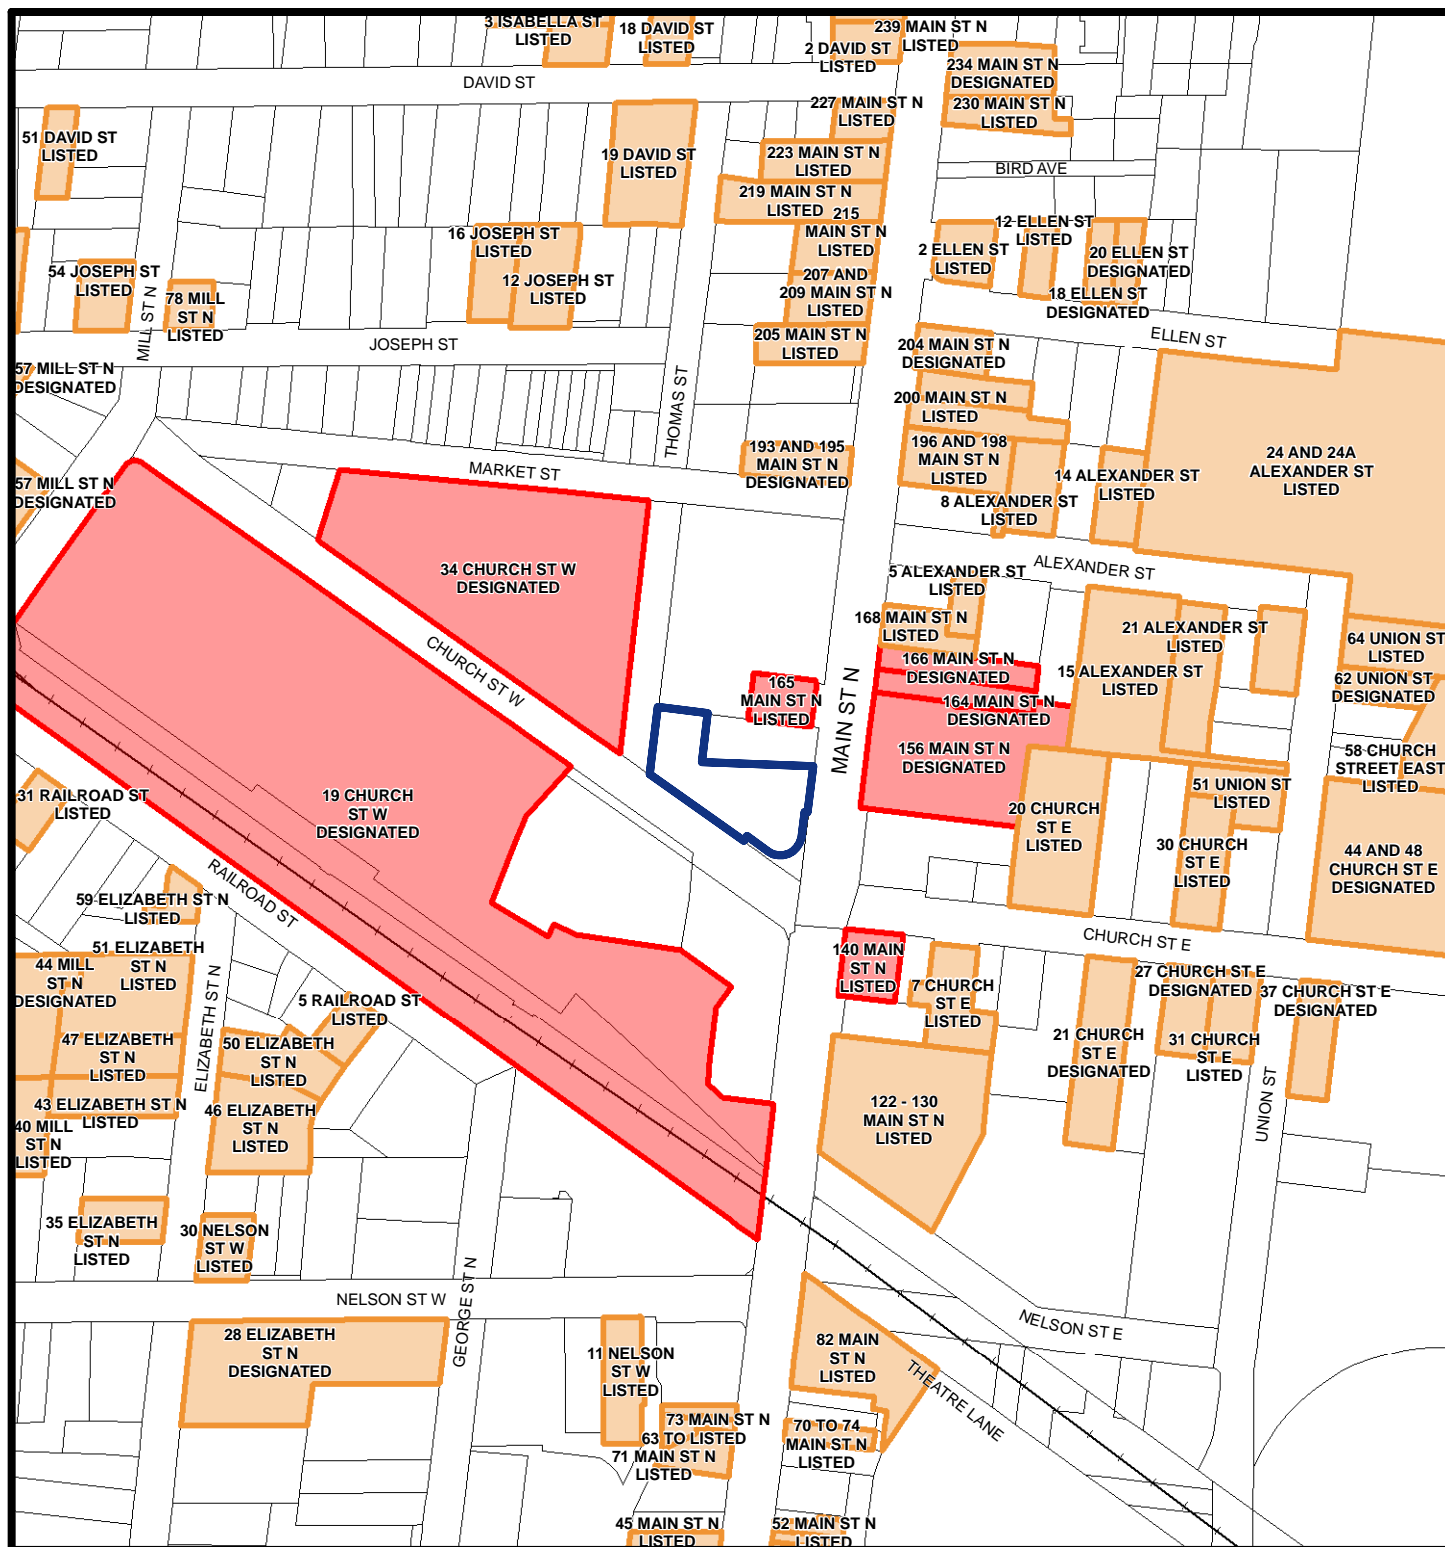 3 ISABELLA ST
LISTED
18 DAVID ST
LISTED
2 DAVID ST
LISTED
239 MAIN ST N
LISTED
234 MAIN ST N
DESIGNATED
230 MAIN ST N
LISTED
DAVID ST
227 MAIN ST N
LISTED
51 DAVID ST
LISTED
19 DAVID ST
LISTED
223 MAIN ST N
LISTED
219 MAIN ST N
LISTED
BIRD AVE
215
MAIN ST N
LISTED
16 JOSEPH ST
LISTED
12 JOSEPH ST
LISTED
2 ELLEN ST
LISTED
12 ELLEN ST
LISTED
20 ELLEN ST
DESIGNATED
18 ELLEN ST
DESIGNATED
54 JOSEPH ST
LISTED
78 MILL
ST N
LISTED
MILL ST N
207 AND
209 MAIN ST N
LISTED
205 MAIN ST N
LISTED
JOSEPH ST
THOMAS ST
204 MAIN ST N
DESIGNATED
ELLEN ST
57 MILL ST N
DESIGNATED
200 MAIN ST N
LISTED
193 AND 195
MAIN ST N
DESIGNATED
196 AND 198
MAIN ST N
LISTED
8 ALEXANDER ST
LISTED
14 ALEXANDER ST
LISTED
24 AND 24A
ALEXANDER ST
LISTED
MARKET ST
57 MILL ST N
DESIGNATED
34 CHURCH ST W
DESIGNATED
ALEXANDER ST
5 ALEXANDER ST
LISTED
168 MAIN ST N
LISTED
21 ALEXANDER ST
LISTED
15 ALEXANDER ST
LISTED
64 UNION ST
LISTED
62 UNION ST
DESIGNATED
CHURCH ST W
166 MAIN ST N
DESIGNATED
165
MAIN ST N
LISTED
164 MAIN ST N
DESIGNATED
MAIN ST N
156 MAIN ST N
DESIGNATED
58 CHURCH
STREET EAST
LISTED
31 RAILROAD ST
LISTED
19 CHURCH
ST W
DESIGNATED
51 UNION ST
LISTED
20 CHURCH
ST E
LISTED
30 CHURCH
ST E
LISTED
44 AND 48
CHURCH ST E
DESIGNATED
RAILROAD ST
59 ELIZABETH ST N
LISTED
51 ELIZABETH
ST N
LISTED
44 MILL
ST N
DESIGNATED
CHURCH ST E
140 MAIN
ST N
LISTED
7 CHURCH
ST E
LISTED
27 CHURCH ST E
DESIGNATED
37 CHURCH ST E
DESIGNATED
5 RAILROAD ST
LISTED
ELIZABETH ST N
47 ELIZABETH
ST N
LISTED
50 ELIZABETH
ST N
LISTED
21 CHURCH
ST E
DESIGNATED
31 CHURCH
ST E
LISTED
43 ELIZABETH ST N
LISTED
46 ELIZABETH
ST N
LISTED
122 - 130
MAIN ST N
LISTED
UNION ST
40 MILL
ST N
LISTED
35 ELIZABETH
ST N
LISTED
30 NELSON
ST W
LISTED
NELSON ST W
GEORGE ST N
NELSON ST E
28 ELIZABETH
ST N
DESIGNATED
11 NELSON
ST W
LISTED
82 MAIN
ST N
LISTED
THEATRE LANE
73 MAIN ST N
LISTED
63 TO
71 MAIN ST N
LISTED
70 TO 74
MAIN ST N
LISTED
45 MAIN ST N
LISTED
52 MAIN ST N
LISTED